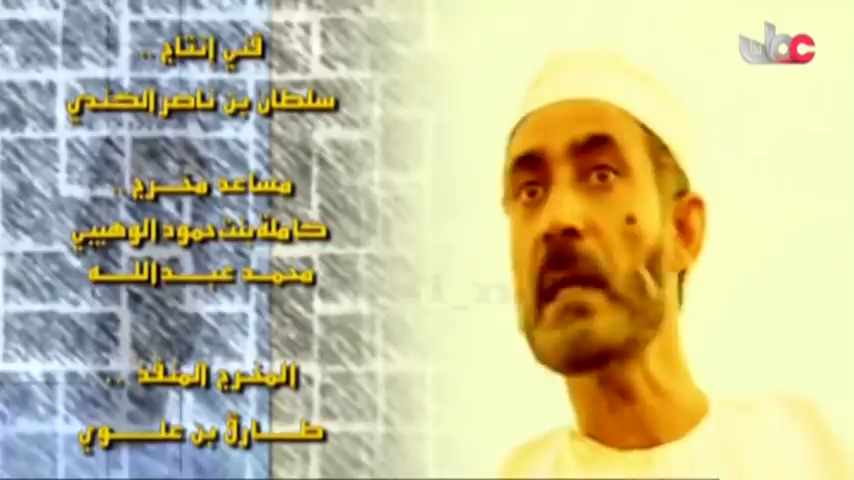 فني إنتاج ..
سلطان بن ناصر الكندي
مساعد مخرج ..
كاملة بنت حمود الوهيبي
محمد عبدالله
المخرج المنفذ ..
طارق بن علوي